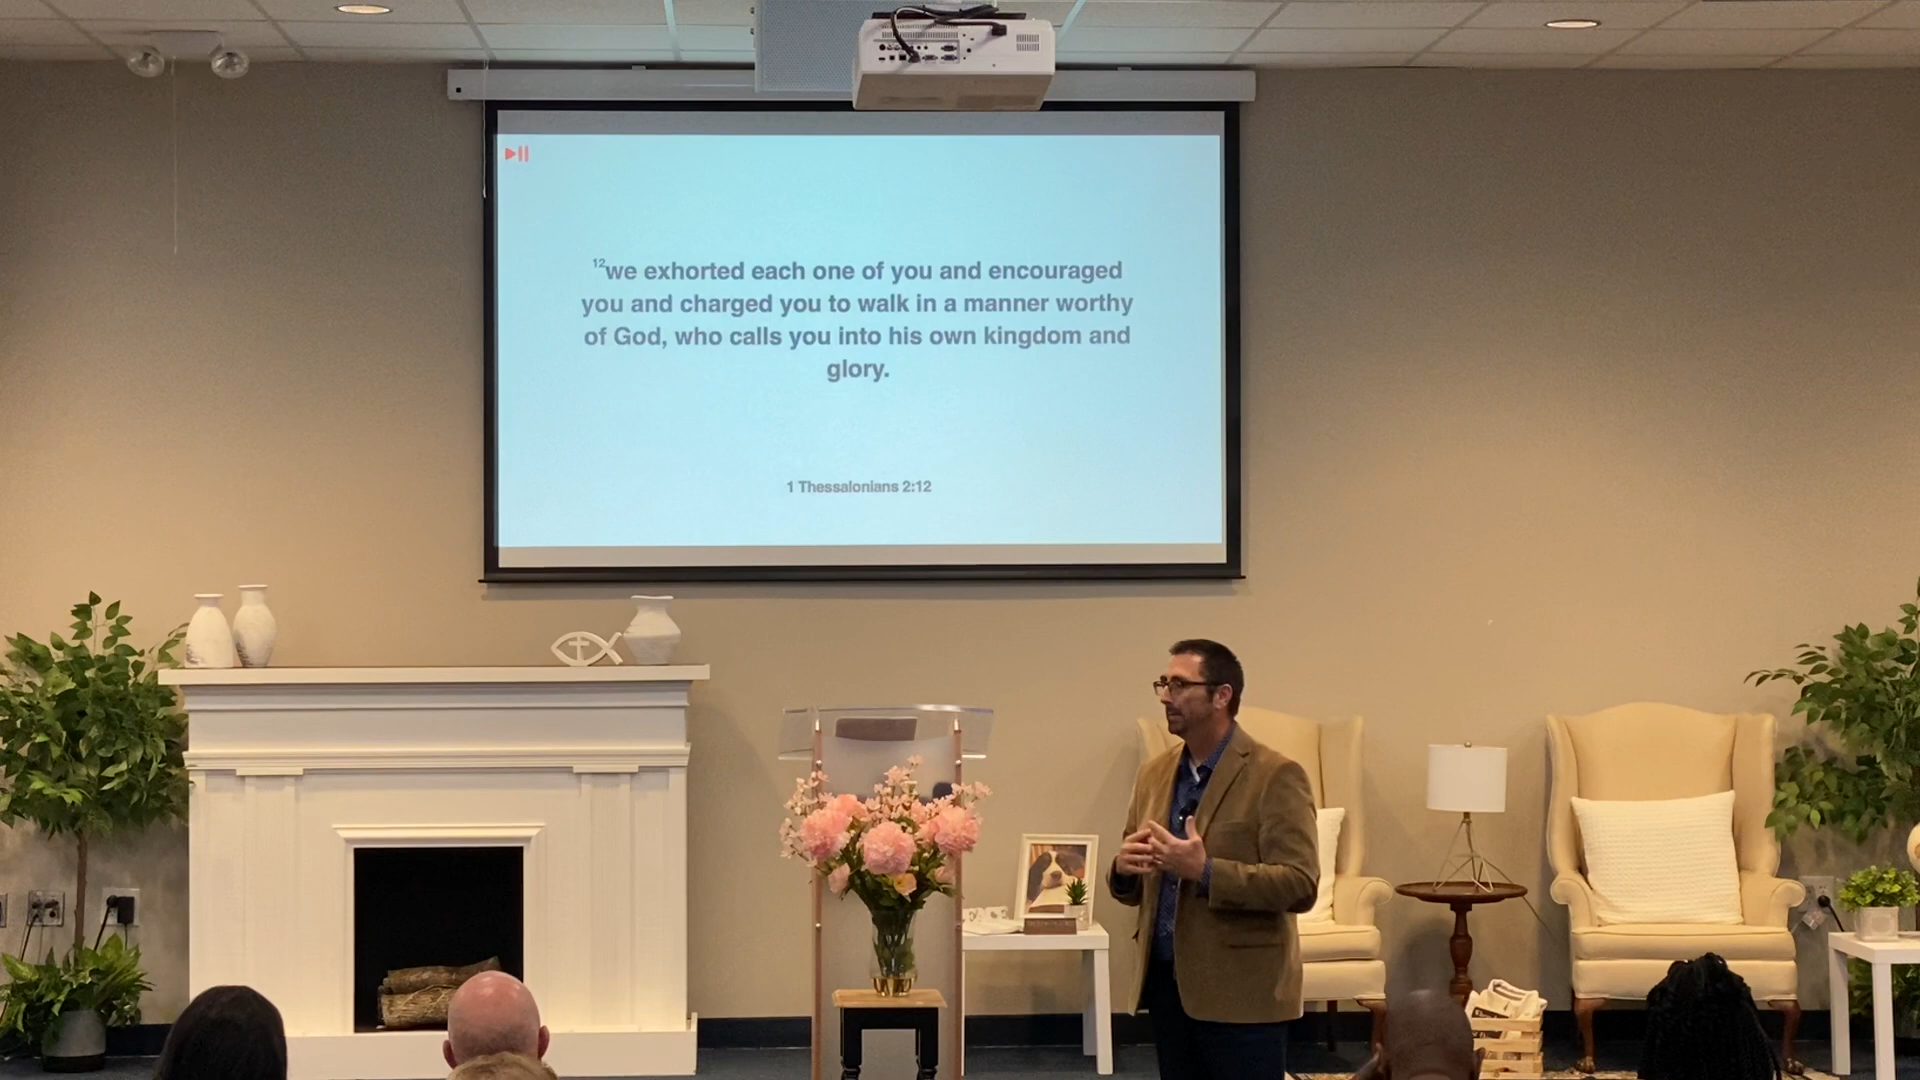 12we exhorted each one of you and encouraged
you and charged you to walk in a manner worthy
of God, who calls you into his own kingdom and
glory.
1 Thessalonians 2:12